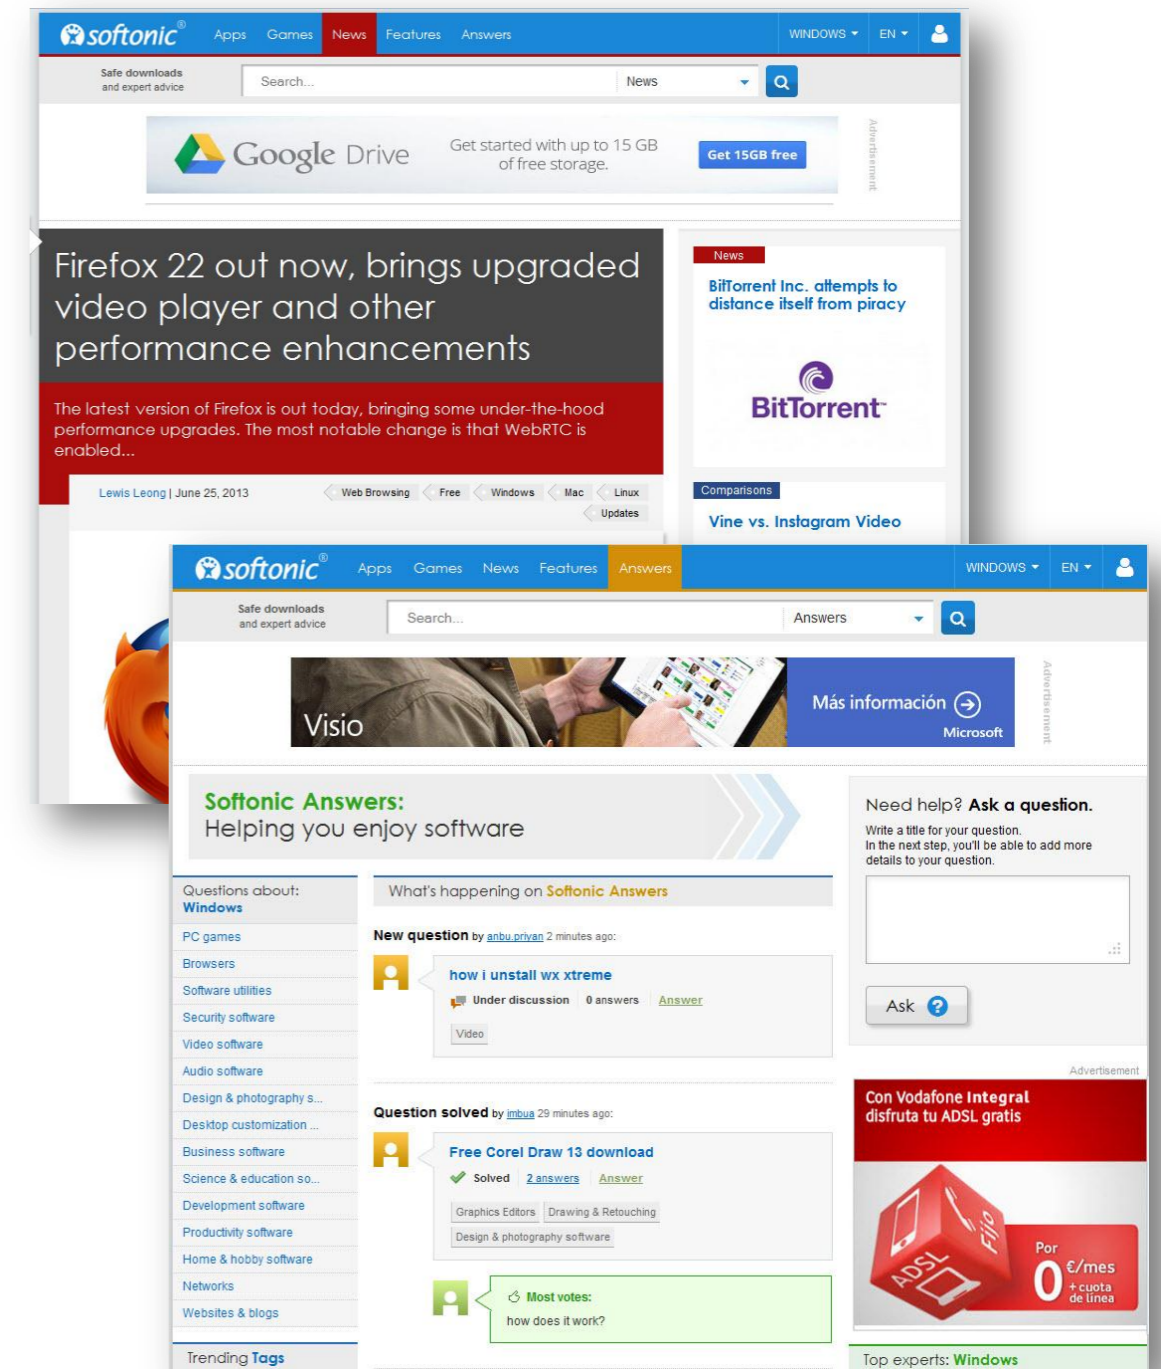 softonic®
Apps Games News Features Answers
WINDOWS EN
Safe downloads
and expert advice
Search...
News
Google Drive
Get started with up to 15 GB
of free storage.
Get 15GB free
Advertisement
Firefox 22 out now, brings upgraded
video player and other
performance enhancements
The latest version of Firefox is out today, bringing some under-the-hood
performance upgrades. The most notable change is that WebRTC is
enabled...
Lewis Leong | June 25, 2013
Web Browsing Free Windows Mac Linux
Updates
News
BitTorrent Inc. attempts to
distance itself from piracy
BitTorrent™
Comparisons
Vine vs. Instagram Video
softonic®
Apps Games News Features Answers
WINDOWS EN
Safe downloads
and expert advice
Search...
Answers
Visio
Más información
Microsoft
Advertisement
Softonic Answers:
Helping you enjoy software
Questions about:
Windows
PC games
Browsers
Software utilities
Security software
Video software
Audio software
Design & photography s...
Desktop customization ...
Business software
Science & education so...
Development software
Productivity software
Home & hobby software
Networks
Websites & blogs
Trending Tags
What's happening on Softonic Answers
New question by anbu.priyan 2 minutes ago:
how i unstall wx xtreme
Under discussion 0 answers Answer
Video
Question solved by imbua 29 minutes ago:
Free Corel Draw 13 download
Solved 2 answers Answer
Graphics Editors Drawing & Retouching
Design & photography software
Most votes:
how does it work?
Need help? Ask a question.
Write a title for your question.
In the next step, you'll be able to add more
details to your question.
Ask ?
Advertisement
Con Vodafone Integral
disfruta tu ADSL gratis
ADSL
Fijo
Por
0 €/mes
+ cuota
de línea
Top experts: Windows